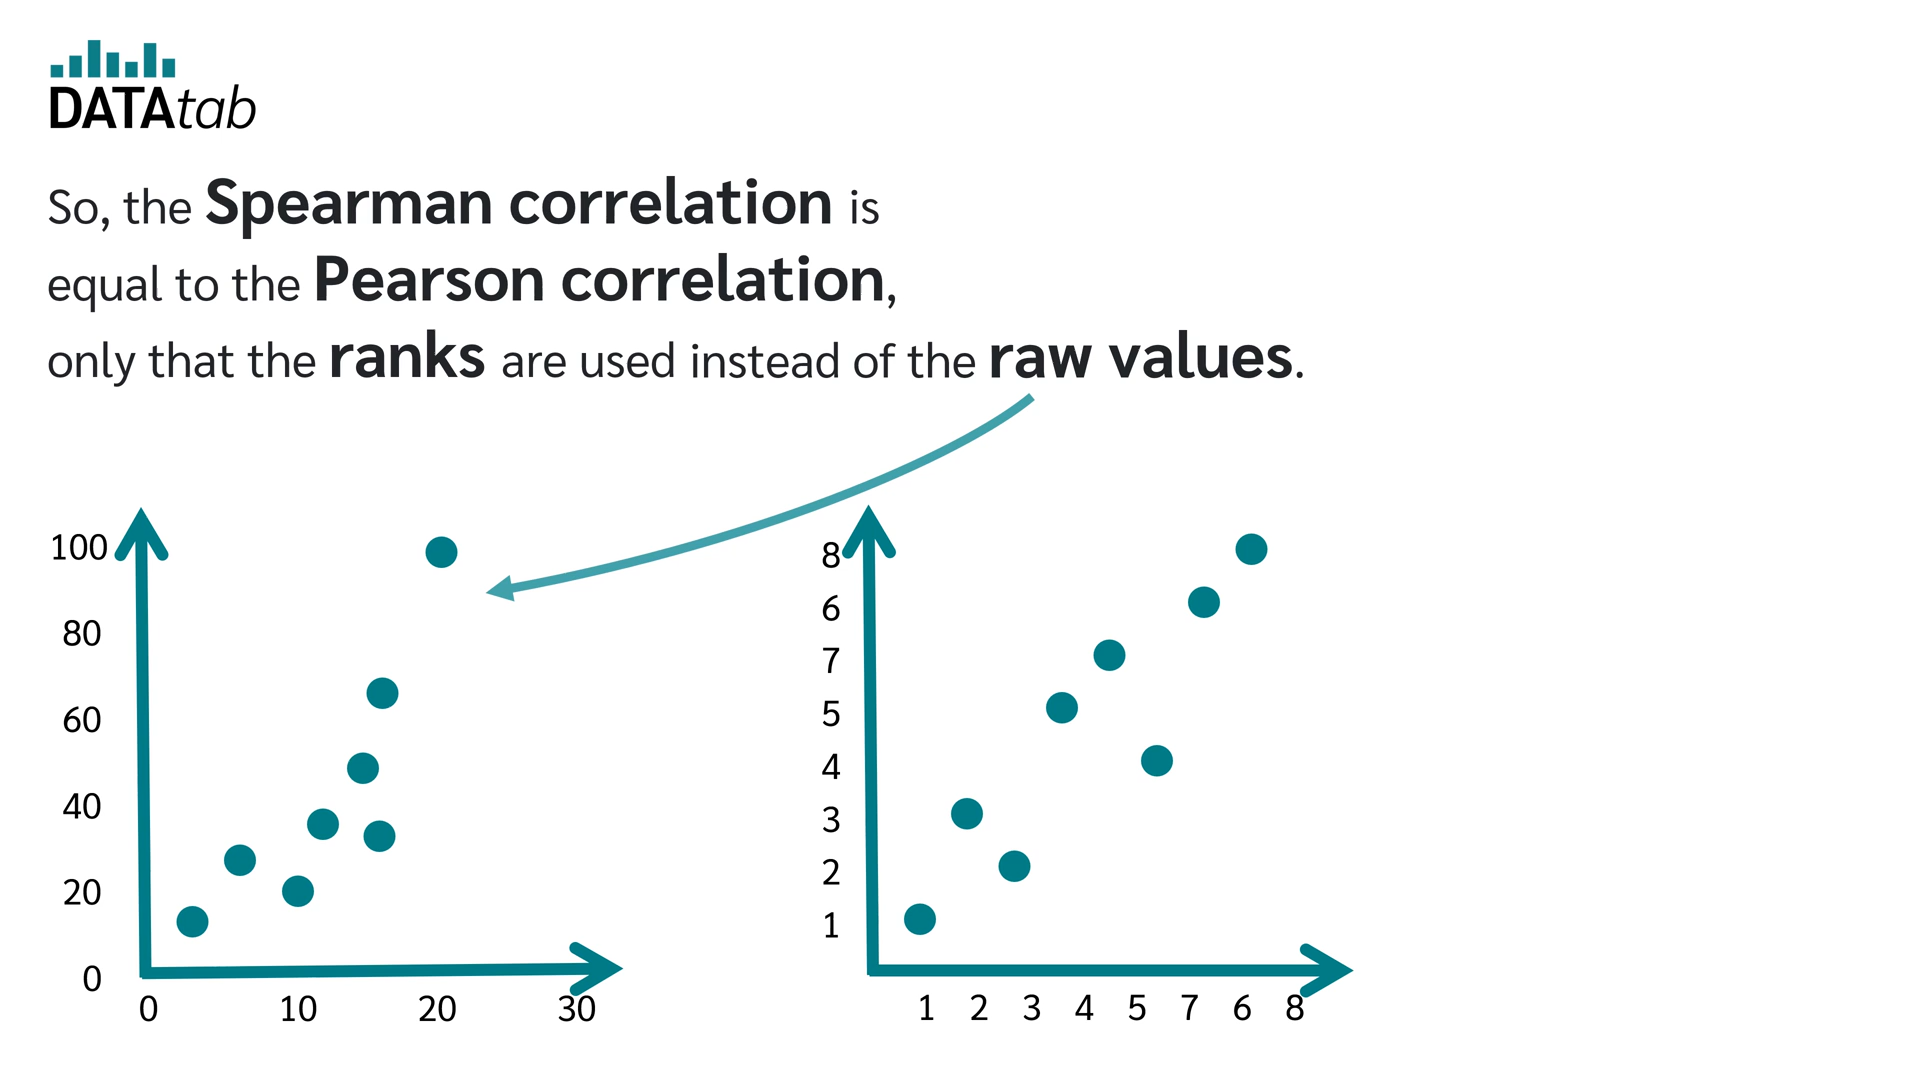 DATAtab
So, the Spearman correlation is
equal to the Pearson correlation,
only that the ranks are used instead of the raw values.
100
80
60
40
20
0
0 10 20 30
8
6
7
5
4
3
2
1
1 2 3 4 5 7 6 8